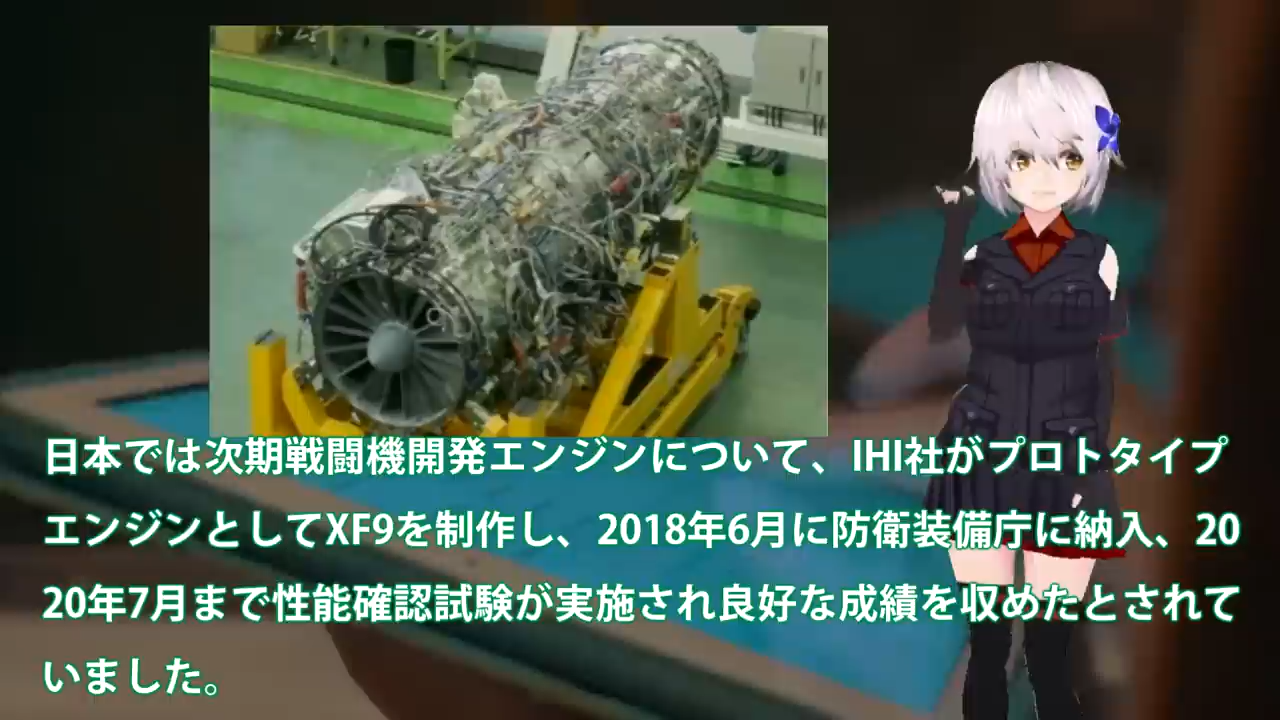 日本では次期戦闘機開発エンジンについて、IHI社がプロトタイプ
エンジンとしてXF9を制作し、2018年6月に防衛装備庁に納入、20
20年7月まで性能確認試験が実施され良好な成績を収めたとされて
いました。